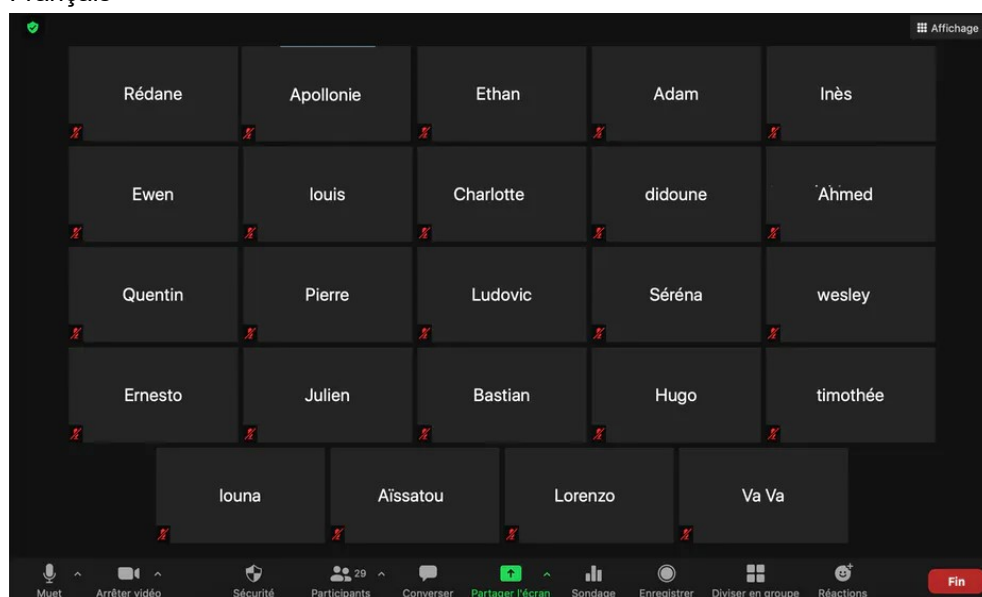 Français
Affichage
Rédane Apollonie Ethan Adam Inès
Ewen louis Charlotte didoune Ahmed
Quentin Pierre Ludovic Séréna wesley
Ernesto Julien Bastian Hugo timothée
louna Aïssatou Lorenzo Va Va
29
Muet Arrêter vidéo Sécurité Participants Converser Partager l'écran Sondage Enregistrer Diviser en groupe Réactions Fin